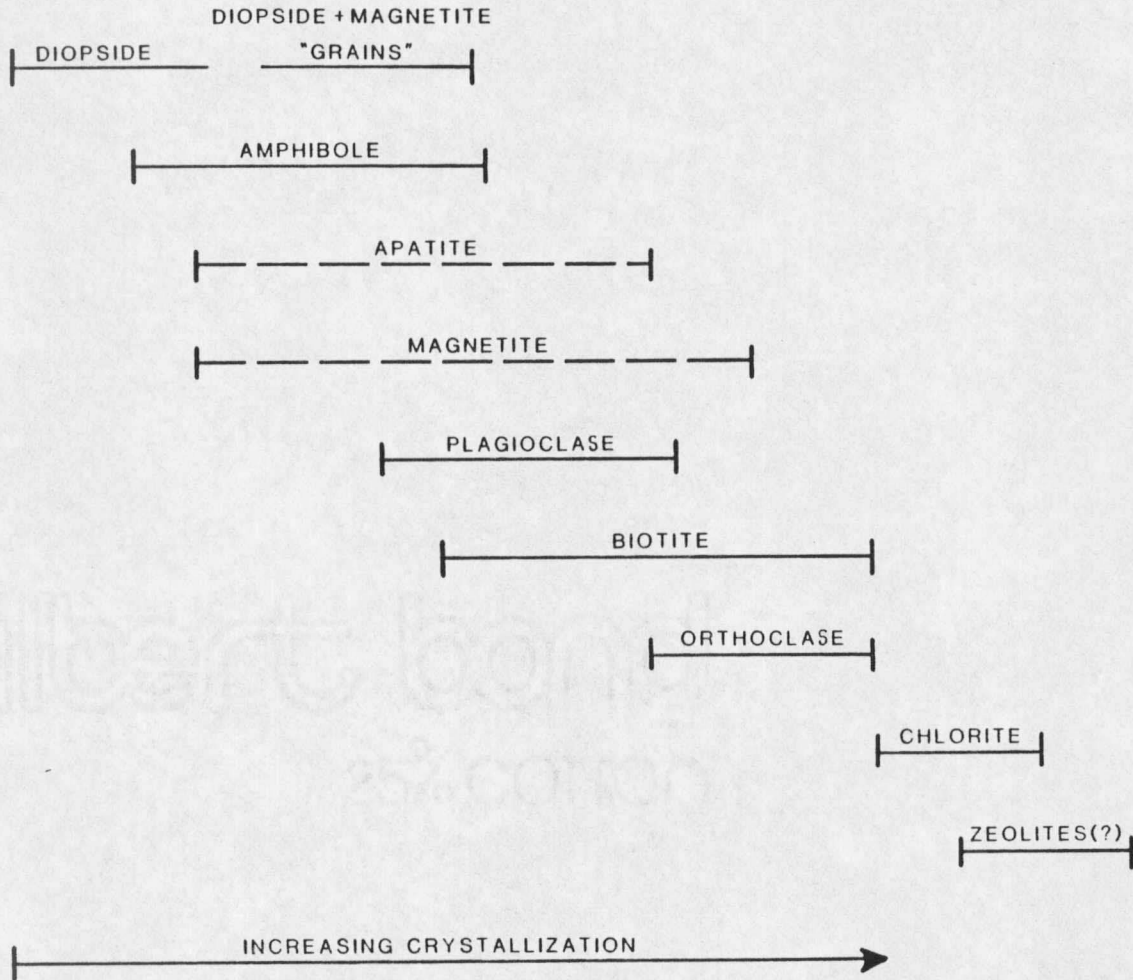 DIOPSIDE + MAGNETITE
DIOPSIDE "GRAINS"
AMPHIBOLE
APATITE
MAGNETITE
PLAGIOCLASE
BIOTITE
ORTHOCLASE
CHLORITE
ZEOLITES(?)
INCREASING CRYSTALLIZATION